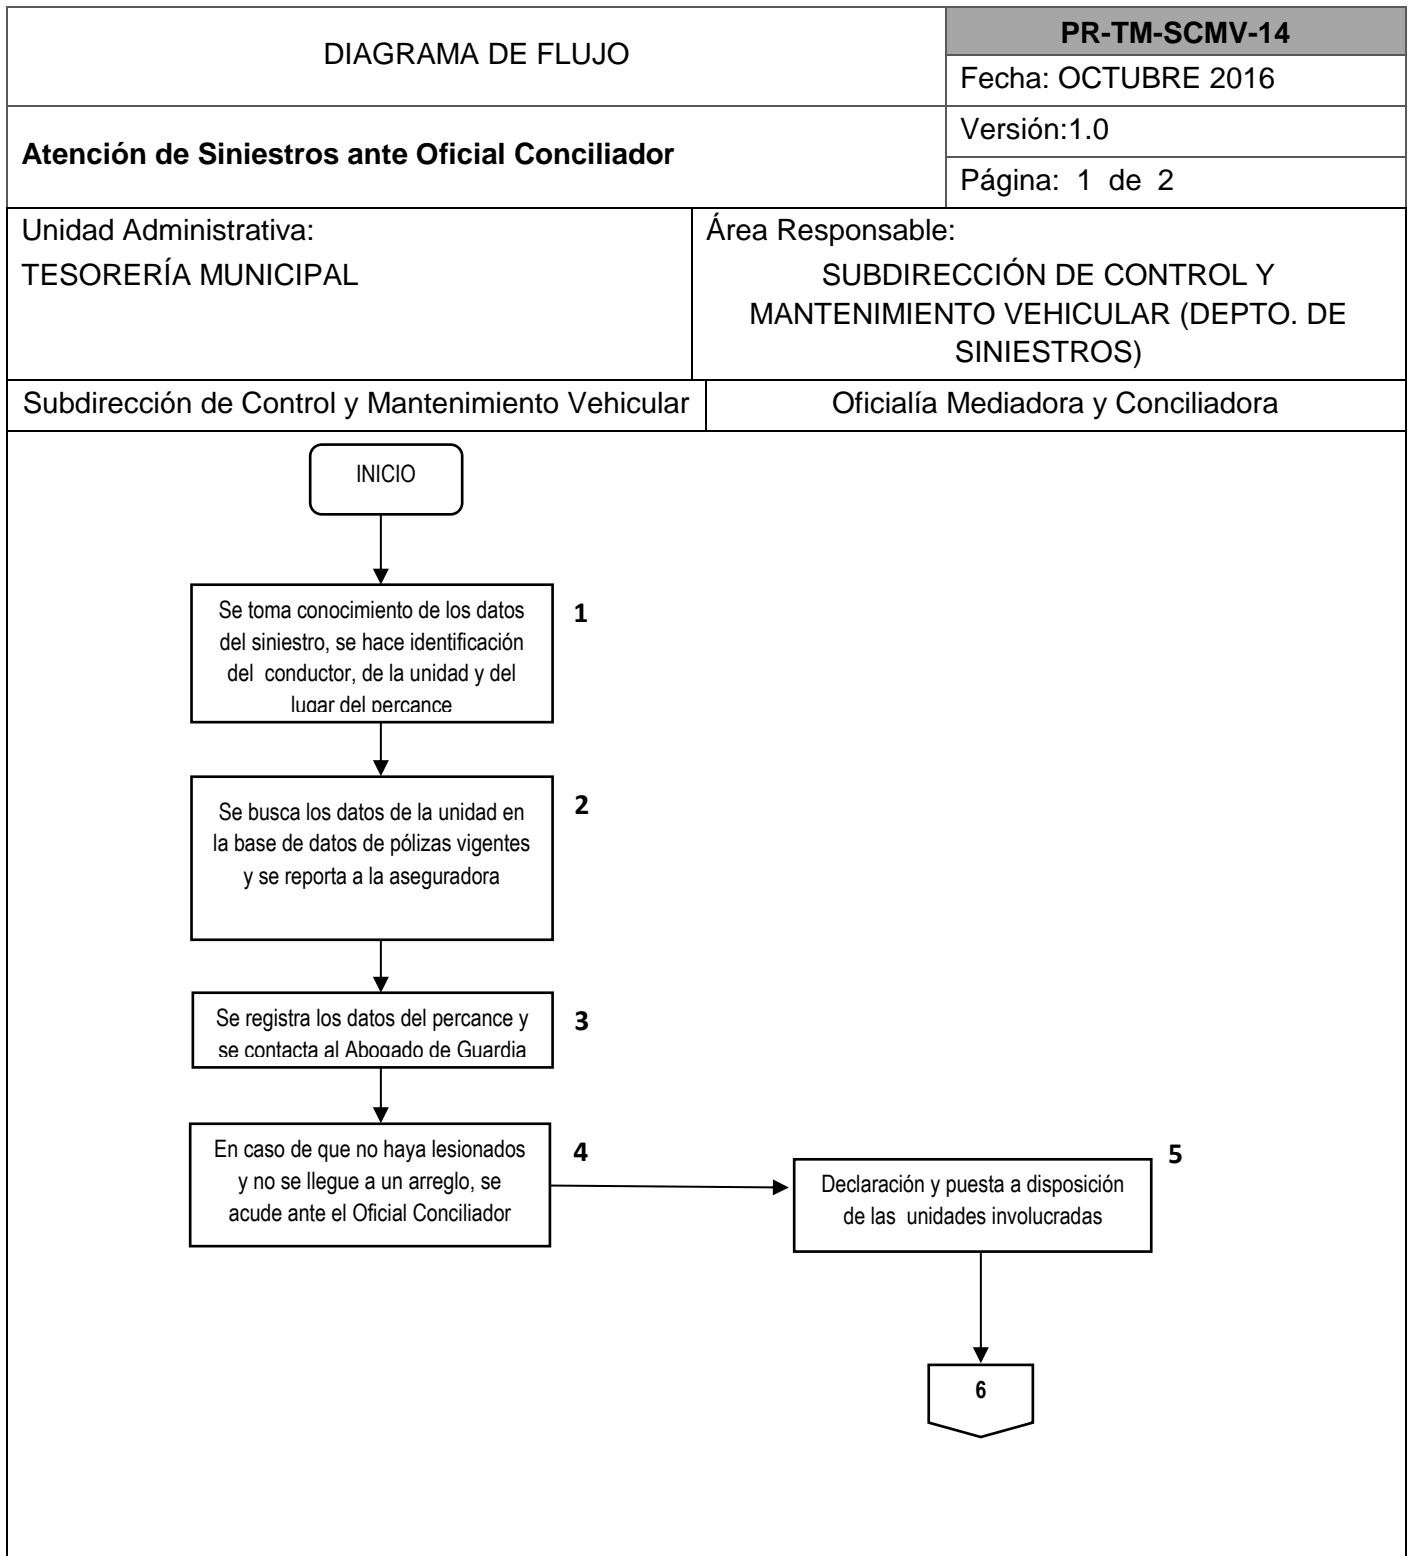 DIAGRAMA DE FLUJO
PR-TM-SCMV-14
Fecha: OCTUBRE 2016
Atención de Siniestros ante Oficial Conciliador
Versión:1.0
Página: 1 de 2
Unidad Administrativa:
TESORERÍA MUNICIPAL
Área Responsable:
SUBDIRECCIÓN DE CONTROL Y
MANTENIMIENTO VEHICULAR (DEPTO. DE
SINIESTROS)
Subdirección de Control y Mantenimiento Vehicular
Oficialía Mediadora y Conciliadora
INICIO
Se toma conocimiento de los datos
del siniestro, se hace identificación
del conductor, de la unidad y del
lugar del percance
1
Se busca los datos de la unidad en
la base de datos de pólizas vigentes
y se reporta a la aseguradora
2
Se registra los datos del percance y
se contacta al Abogado de Guardia
3
En caso de que no haya lesionados
y no se llegue a un arreglo, se
acude ante el Oficial Conciliador
4
Declaración y puesta a disposición
de las unidades involucradas
5
6